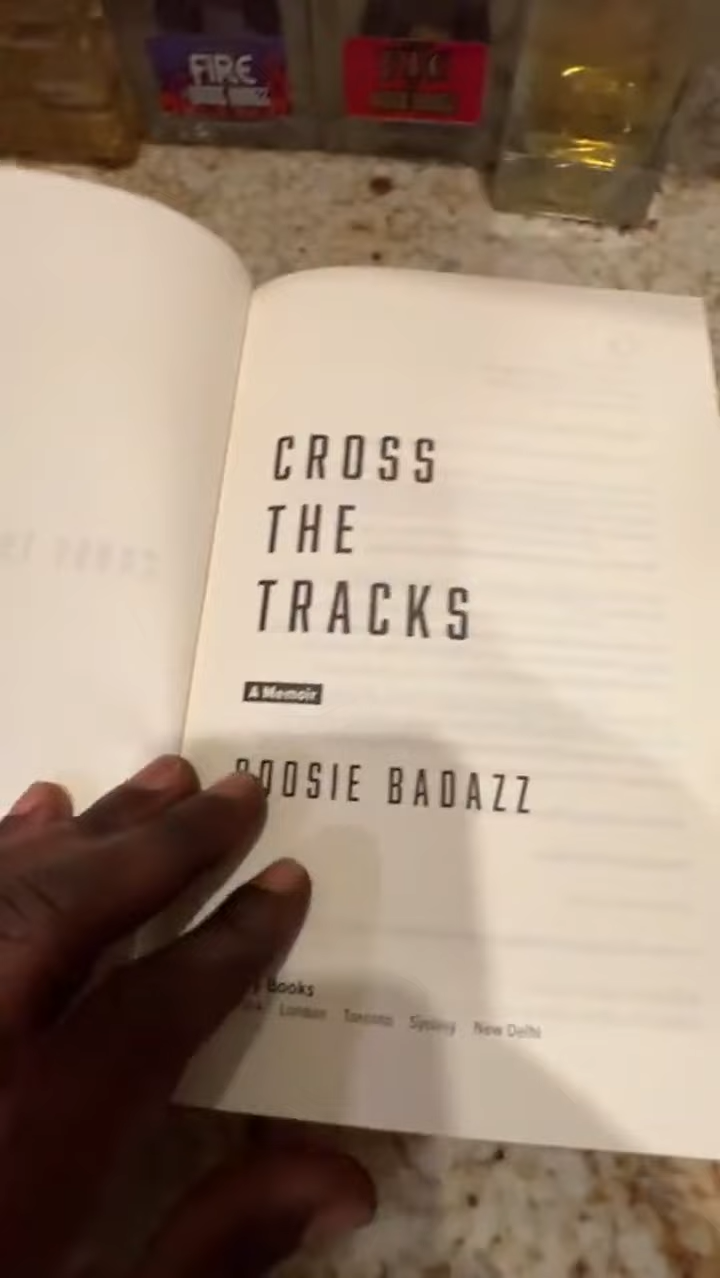 FIRE
CROSS
THE
TRACKS
A Memoir
BOOSIE BADAZZ
Books
London Toronto Sydney New Delhi